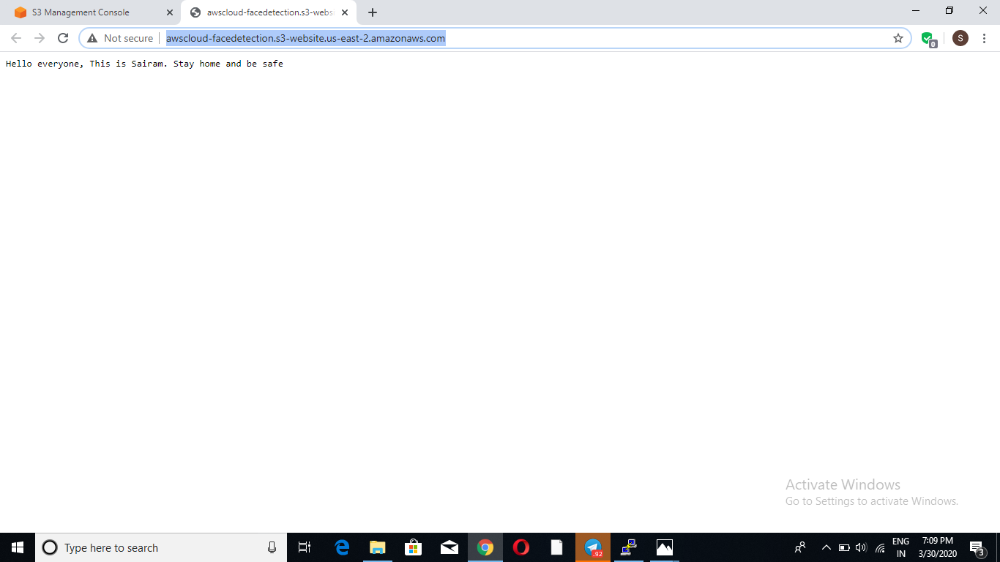 S3 Management Console
awscloud-facedetection.s3-webs
Not secure
awscloud-facedetection.s3-website.us-east-2.amazonaws.com
0
S
Hello everyone, This is Sairam. Stay home and be safe
Activate Windows
Go to Settings to activate Windows.
Type here to search
..92
ENG
IN
7:09 PM
3/30/2020
3